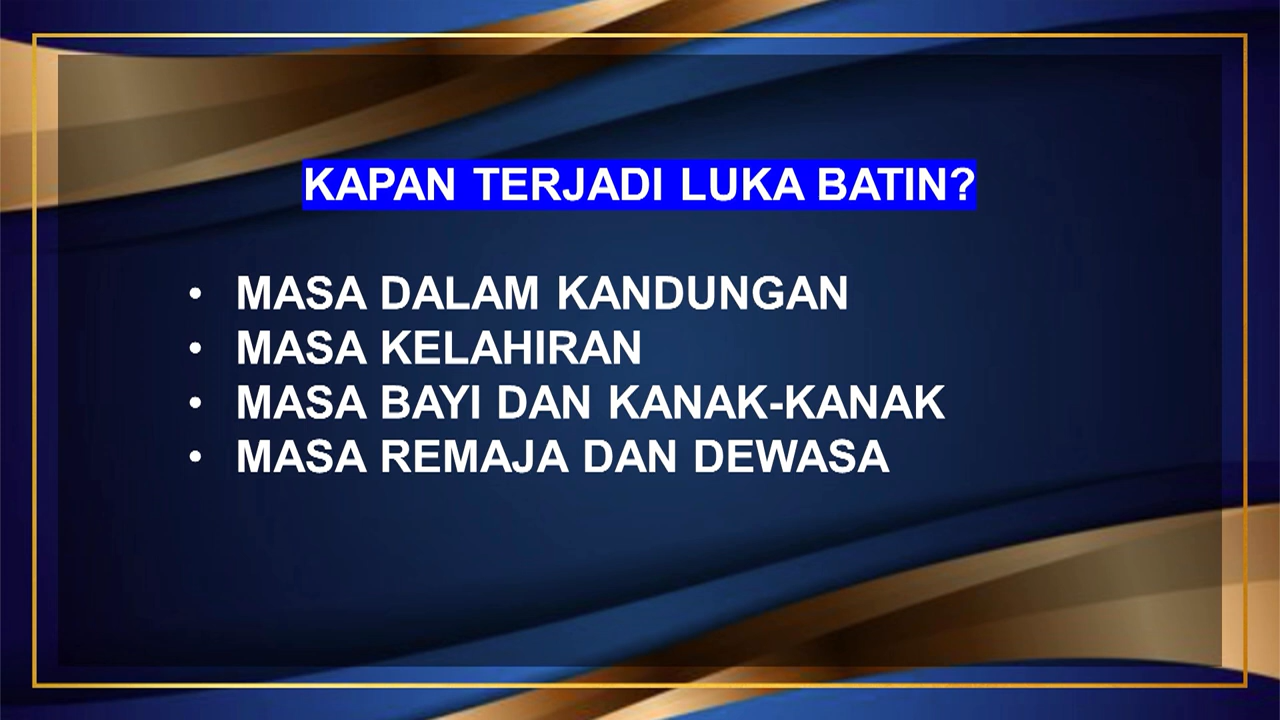 KAPAN TERJADI LUKA BATIN?
• MASA DALAM KANDUNGAN
• MASA KELAHIRAN
• MASA BAYI DAN KANAK-KANAK
• MASA REMAJA DAN DEWASA